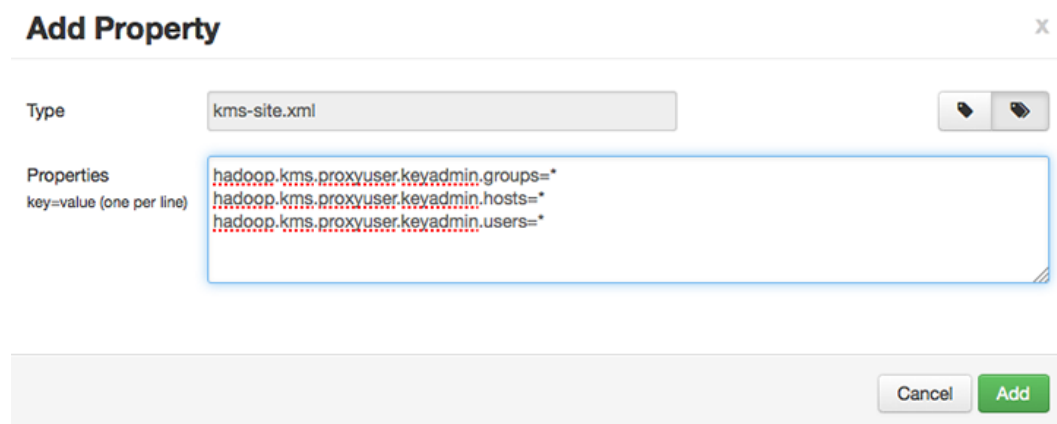 Add Property
x
Type
kms-site.xml
Properties
key=value (one per line)
hadoop.kms.proxyuser.keyadmin.groups=*
hadoop.kms.proxyuser.keyadmin.hosts=*
hadoop.kms.proxyuser.keyadmin.users=*
Cancel
Add